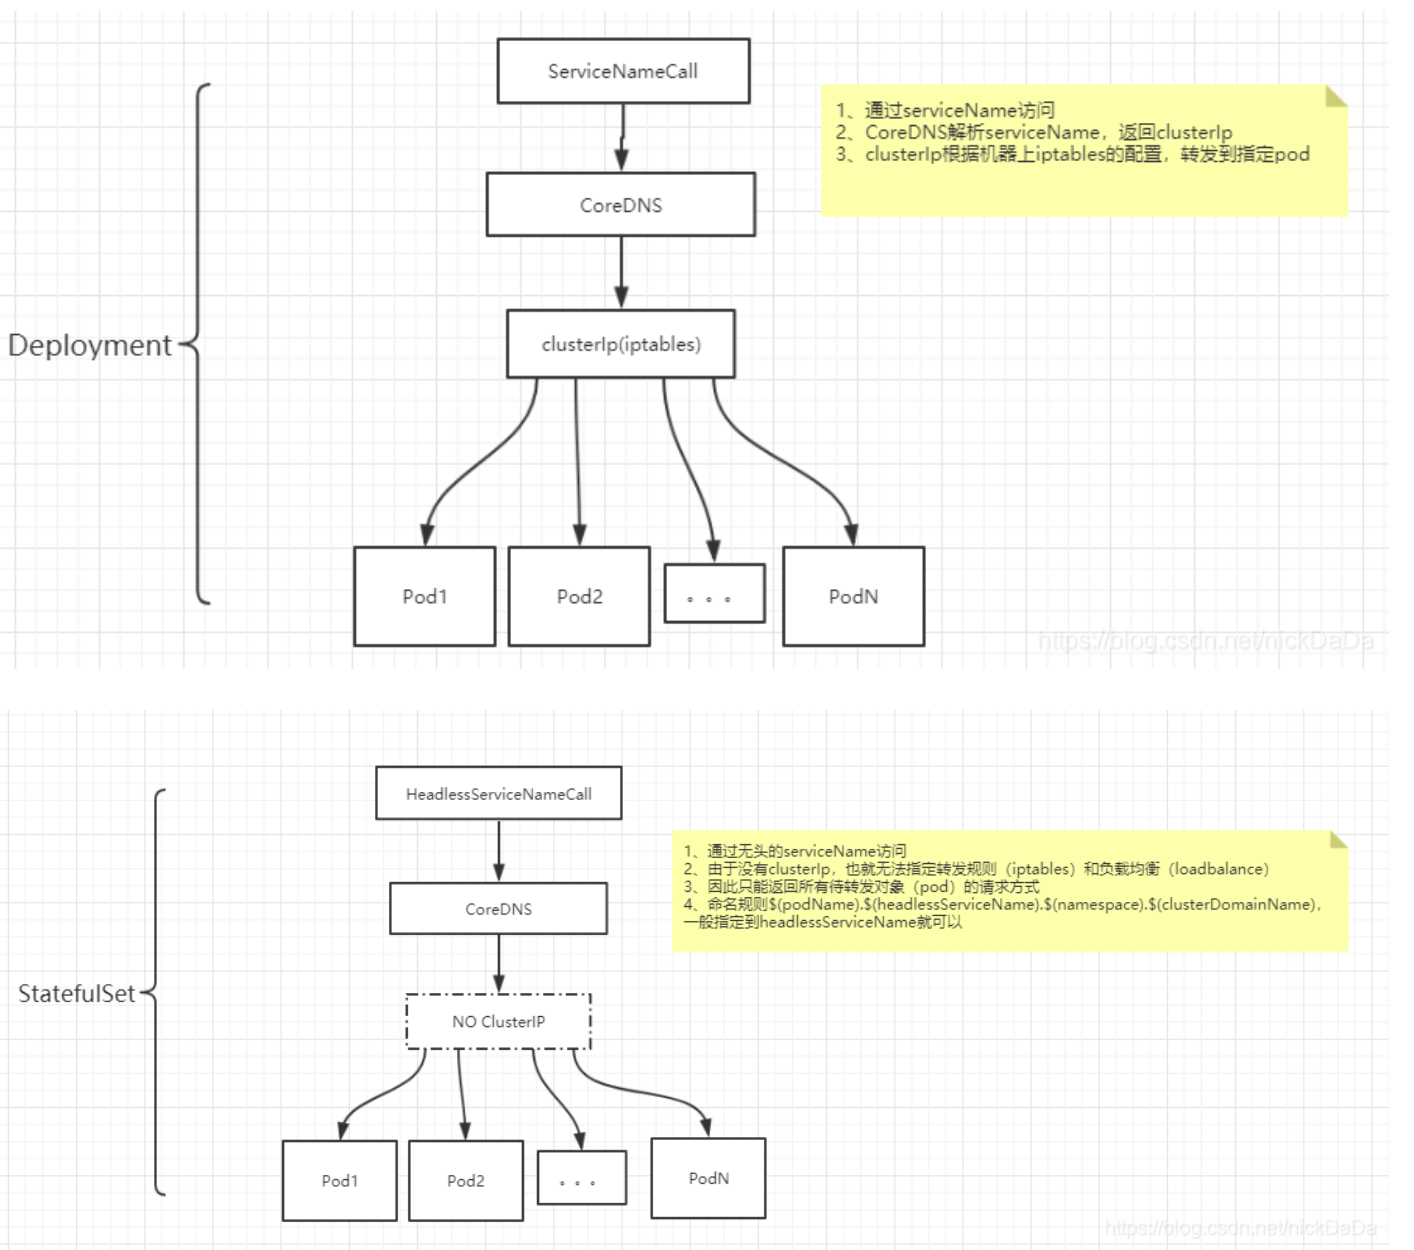 ServiceNameCall
1、通过serviceName访问
2、CoreDNS解析serviceName，返回clusterIp
3、clusterIp根据机器上iptables的配置，转发到指定pod
CoreDNS
Deployment
clusterIp(iptables)
Pod1
Pod2
。。。
PodN
https://blog.csdn.net/nickDaDa
HeadlessServiceNameCall
1、通过无头的serviceName访问
2、由于没有clusterIp，也就无法指定转发规则（iptables）和负载均衡（loadbalance）
3、因此只能返回所有待转发对象（pod）的请求方式
4、命名规则$(podName).$(headlessServiceName).$(namespace).$(clusterDomainName)，
一般指定到headlessServiceName就可以
CoreDNS
StatefulSet
NO ClusterIP
Pod1
Pod2
。。。
PodN
https://blog.csdn.net/nickDaDa